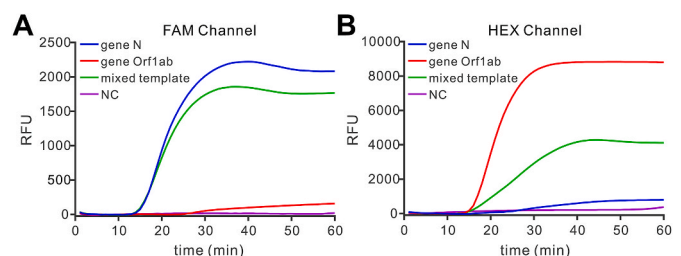 A
FAM Channel
RFU
2500
2000
1500
1000
500
0
gene N
gene Orf1ab
mixed template
NC
0 10 20 30 40 50 60
time (min)
B
HEX Channel
RFU
10000
8000
6000
4000
2000
0
gene N
gene Orf1ab
mixed template
NC
0 10 20 30 40 50 60
time (min)